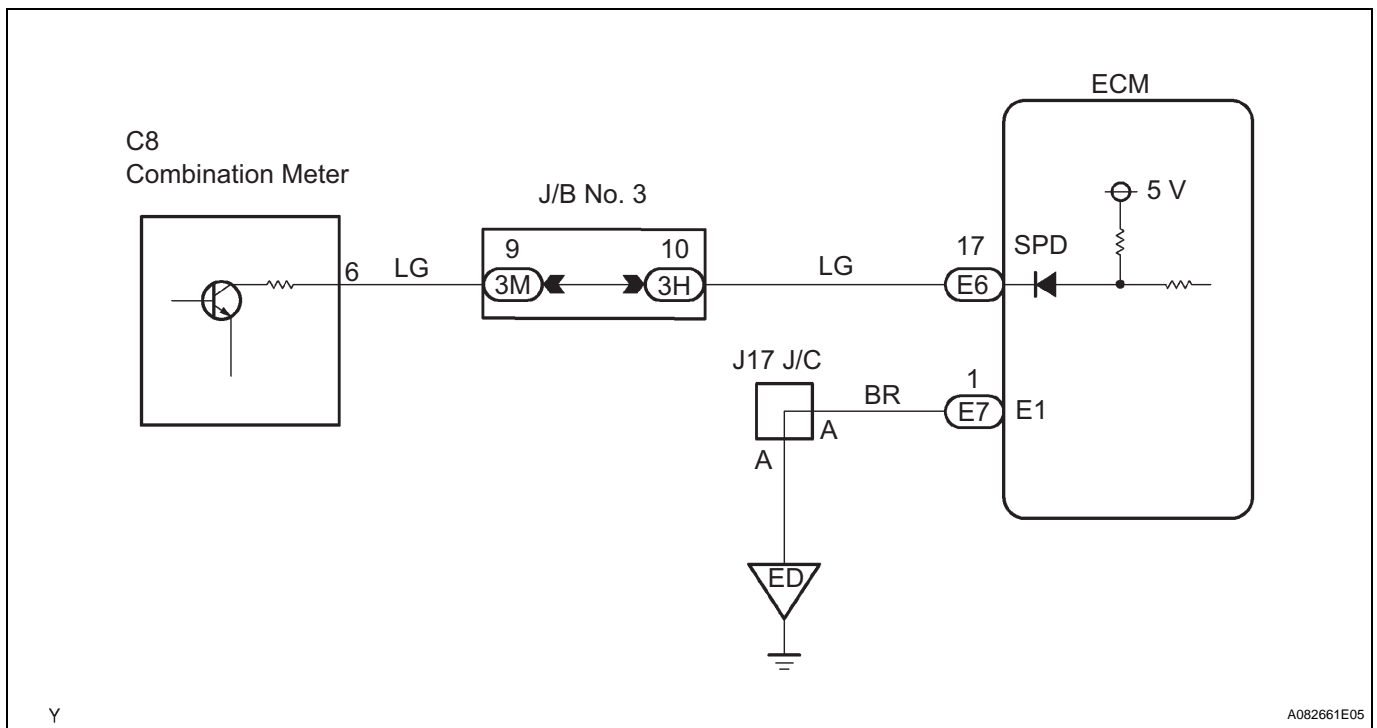 ECM
C8
Combination Meter
J/B No. 3
5 V
9
10
17
SPD
6
LG
3M
3H
LG
E6
J17 J/C
1
BR
E7
E1
A
A
ED
Y
A082661E05